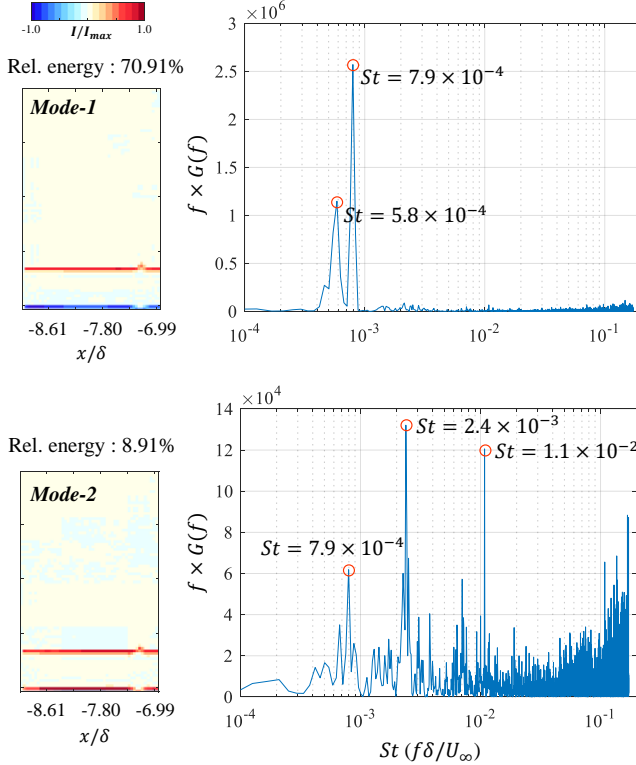 -1.0 I/I_max 1.0
Rel. energy : 70.91%
Mode-1
-8.61 -7.80 -6.99
x/δ
×10^6
3
2.5
2
1.5
1
0.5
0
f × G(f)
St = 7.9 × 10^-4
St = 5.8 × 10^-4
10^-4 10^-3 10^-2 10^-1
Rel. energy : 8.91%
Mode-2
-8.61 -7.80 -6.99
x/δ
×10^4
14
12
10
8
6
4
2
0
f × G(f)
St = 2.4 × 10^-3
St = 1.1 × 10^-2
St = 7.9 × 10^-4
10^-4 10^-3 10^-2 10^-1
St (fδ/U_∞)